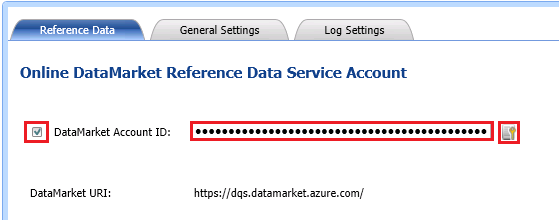 Reference Data General Settings Log Settings
Online DataMarket Reference Data Service Account
DataMarket Account ID: ●●●●●●●●●●●●●●●●●●●●●●●●●●●●●●●●●●●●●●●●●●●●
DataMarket URI: https://dqs.datamarket.azure.com/